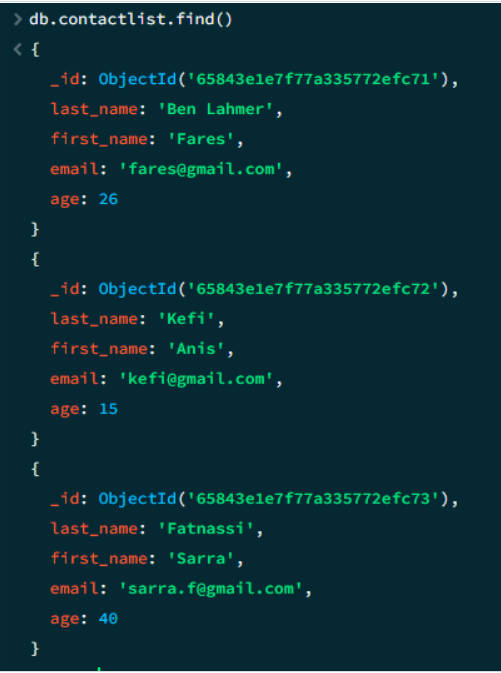 > db.contactlist.find()
< {
_id: ObjectId('65843e1e7f77a335772efc71'),
last_name: 'Ben Lahmer',
first_name: 'Fares',
email: 'fares@gmail.com',
age: 26
}
{
_id: ObjectId('65843e1e7f77a335772efc72'),
last_name: 'Kefi',
first_name: 'Anis',
email: 'kefi@gmail.com',
age: 15
}
{
_id: ObjectId('65843e1e7f77a335772efc73'),
last_name: 'Fatnassi',
first_name: 'Sarra',
email: 'sarra.f@gmail.com',
age: 40
}